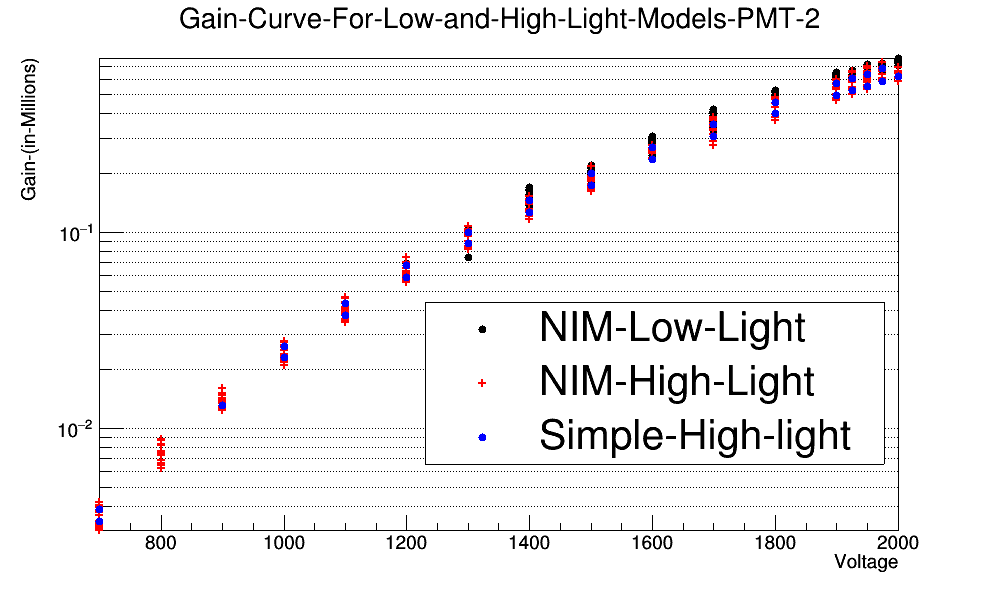 Gain-Curve-For-Low-and-High-Light-Models-PMT-2
Gain-(in-Millions)
10⁻¹
10⁻²
NIM-Low-Light
NIM-High-Light
Simple-High-light
800 1000 1200 1400 1600 1800 2000
Voltage